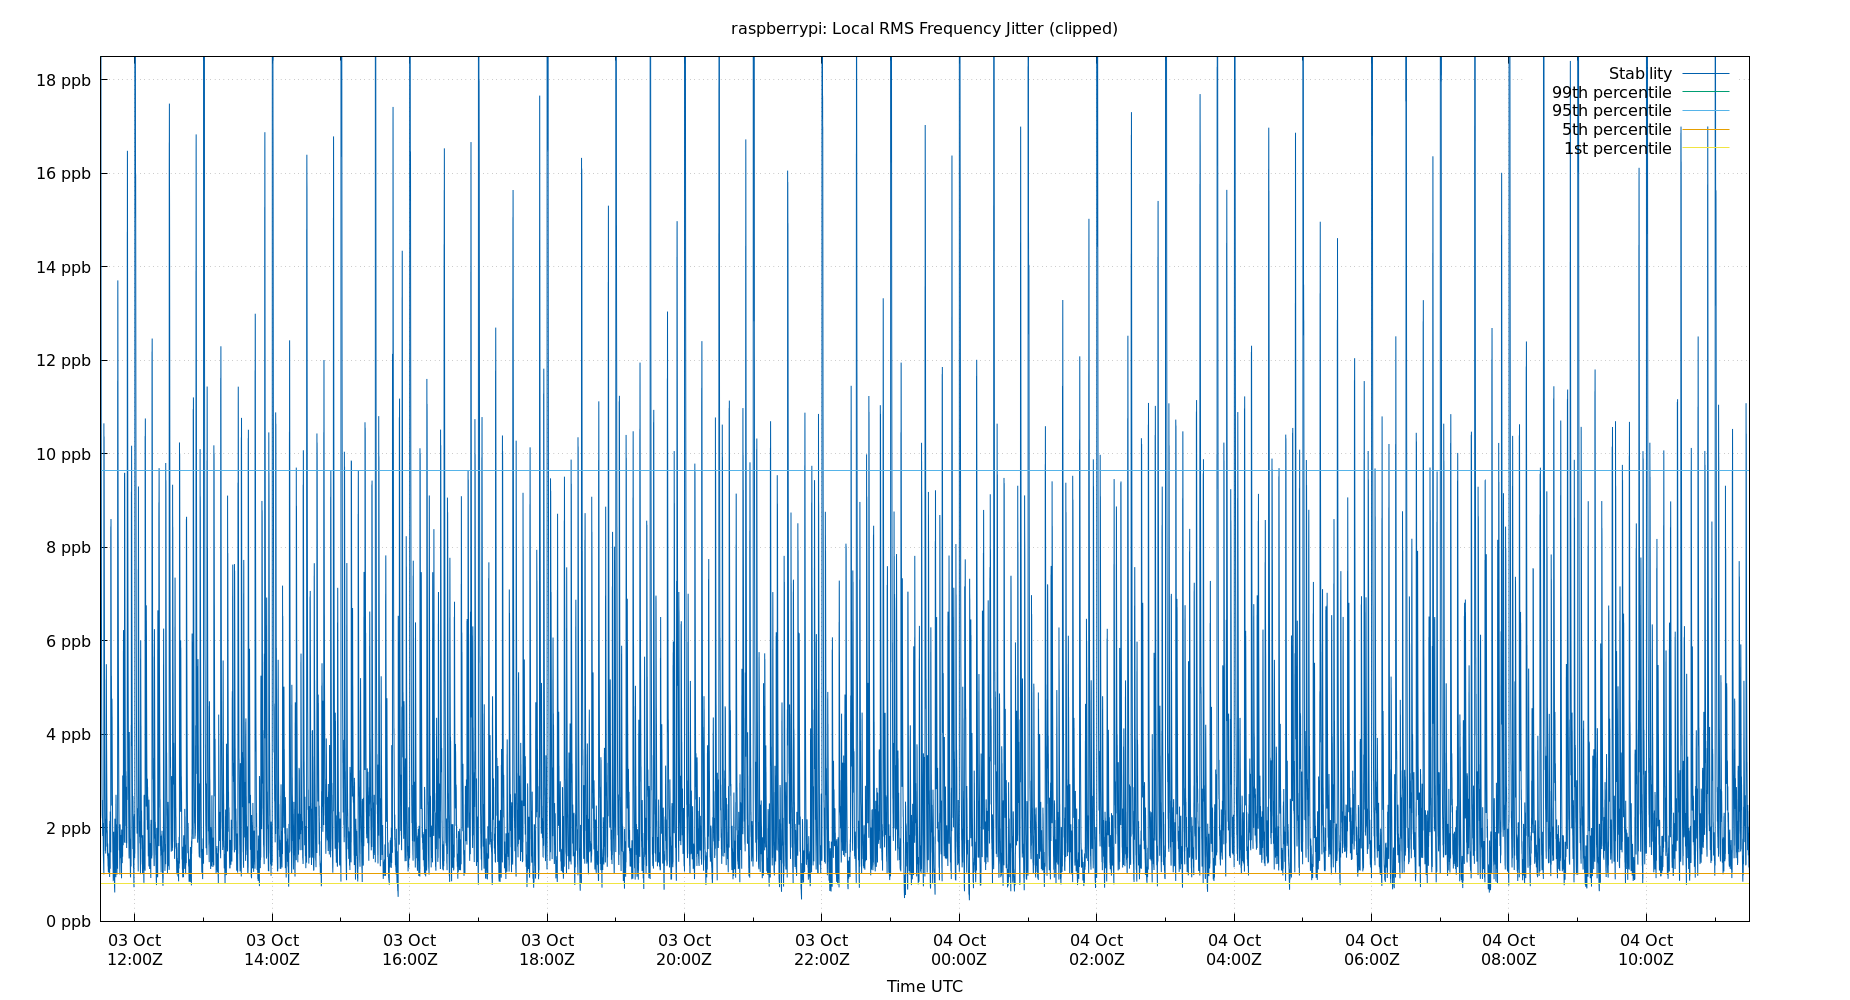 raspberrypi: Local RMS Frequency Jitter (clipped)
18 ppb
16 ppb
14 ppb
12 ppb
10 ppb
8 ppb
6 ppb
4 ppb
2 ppb
0 ppb
Stability
99th percentile
95th percentile
5th percentile
1st percentile
03 Oct 03 Oct 03 Oct 03 Oct 03 Oct 03 Oct 04 Oct 04 Oct 04 Oct 04 Oct 04 Oct 04 Oct
12:00Z 14:00Z 16:00Z 18:00Z 20:00Z 22:00Z 00:00Z 02:00Z 04:00Z 06:00Z 08:00Z 10:00Z
Time UTC